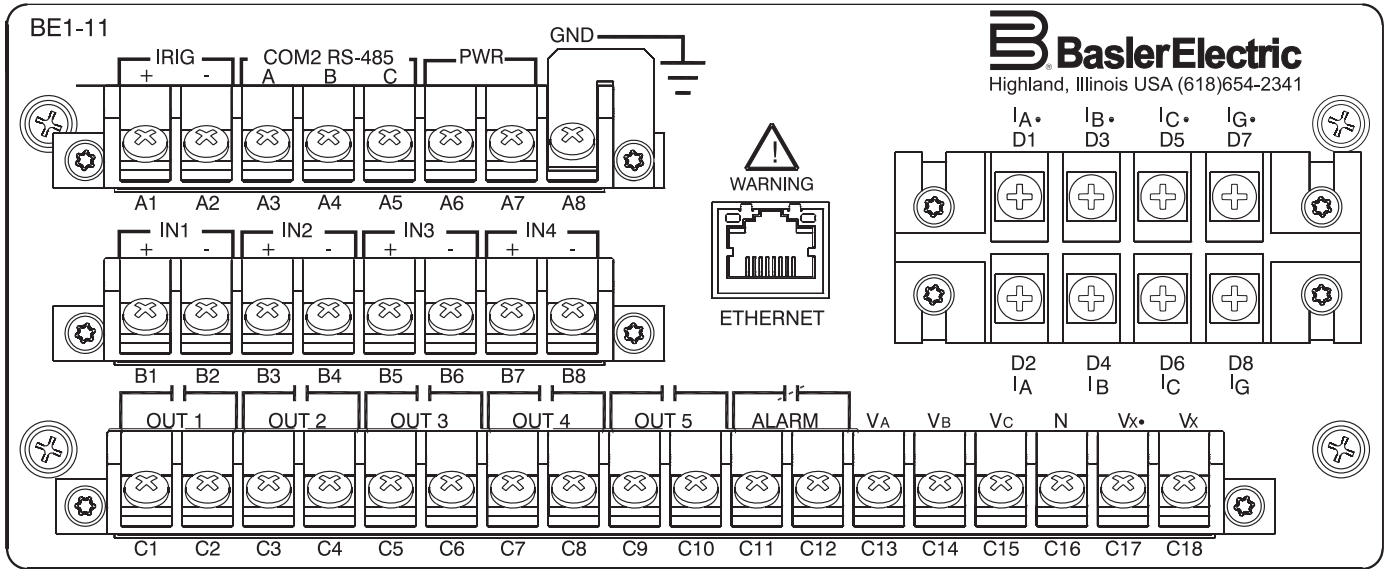 BE1-11
GND
IRIG COM2 RS-485 PWR
+ - A B C
A1 A2 A3 A4 A5 A6 A7 A8
IN1 IN2 IN3 IN4
+ - + - + - + -
B1 B2 B3 B4 B5 B6 B7 B8
WARNING
ETHERNET
BaslerElectric
Highland, Illinois USA (618)654-2341
IA• IB• IC• IG•
D1 D3 D5 D7
D2 D4 D6 D8
IA IB IC IG
OUT 1 OUT 2 OUT 3 OUT 4 OUT 5 ALARM VA VB VC N VX• VX
C1 C2 C3 C4 C5 C6 C7 C8 C9 C10 C11 C12 C13 C14 C15 C16 C17 C18